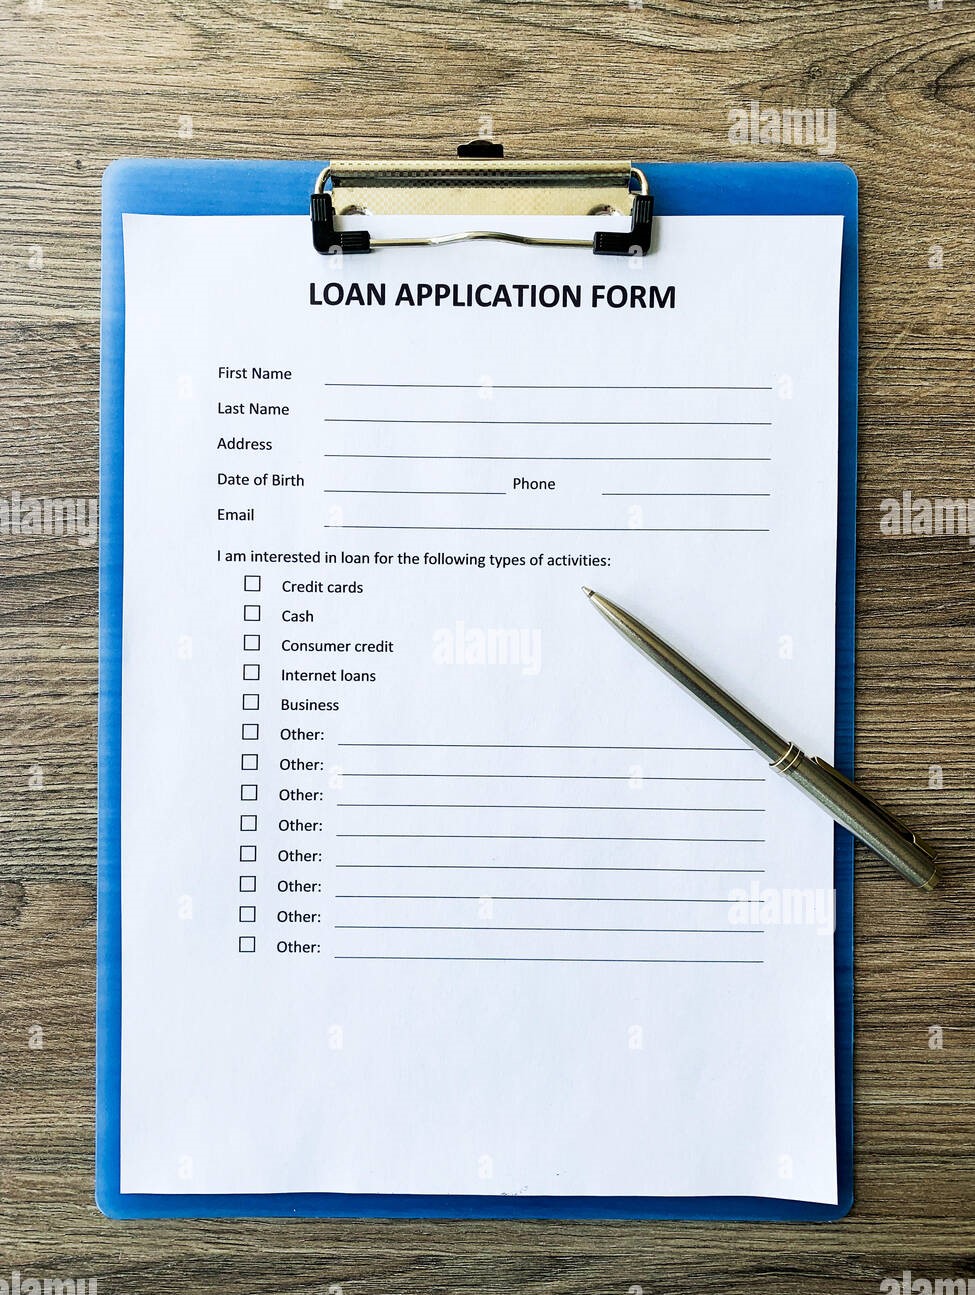 alamy
LOAN APPLICATION FORM
First Name
Last Name
Address
Date of Birth Phone
Email
alamy alamy
I am interested in loan for the following types of activities:
Credit cards
Cash
Consumer credit
alamy
Internet loans
Business
Other:
Other:
Other:
Other:
Other:
Other:
alamy
Other:
Other:
alamy alamy